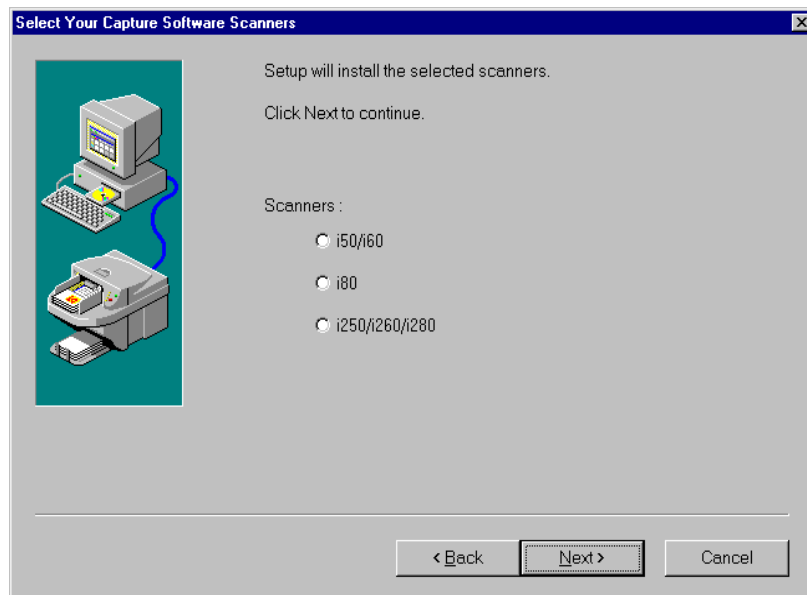 Select Your Capture Software Scanners
Setup will install the selected scanners.
Click Next to continue.
Scanners :
i50/i60
i80
i250/i260/i280
< Back
Next >
Cancel